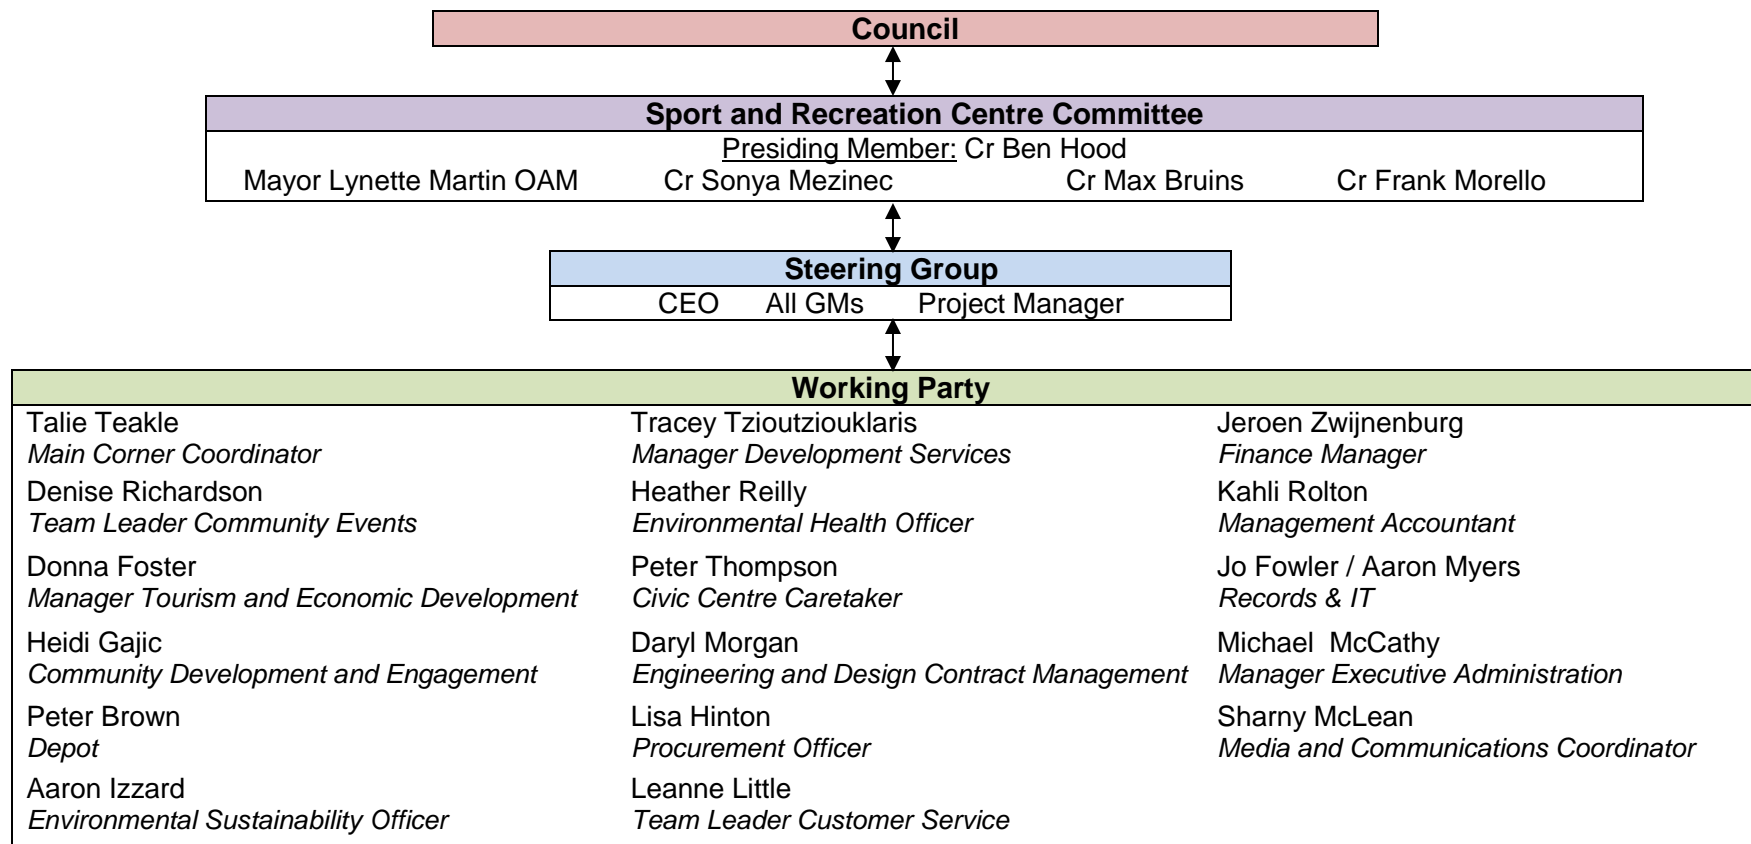 Council
Sport and Recreation Centre Committee
Presiding Member: Cr Ben Hood
Mayor Lynette Martin OAM Cr Sonya Mezinec Cr Max Bruins Cr Frank Morello
Steering Group
CEO All GMs Project Manager
Working Party
Talie Teakle
Main Corner Coordinator
Denise Richardson
Team Leader Community Events
Donna Foster
Manager Tourism and Economic Development
Heidi Gajic
Community Development and Engagement
Peter Brown
Depot
Aaron Izzard
Environmental Sustainability Officer
Tracey Tzioutziouklaris
Manager Development Services
Heather Reilly
Environmental Health Officer
Peter Thompson
Civic Centre Caretaker
Daryl Morgan
Engineering and Design Contract Management
Lisa Hinton
Procurement Officer
Leanne Little
Team Leader Customer Service
Jeroen Zwijnenburg
Finance Manager
Kahli Rolton
Management Accountant
Jo Fowler / Aaron Myers
Records & IT
Michael McCathy
Manager Executive Administration
Sharny McLean
Media and Communications Coordinator